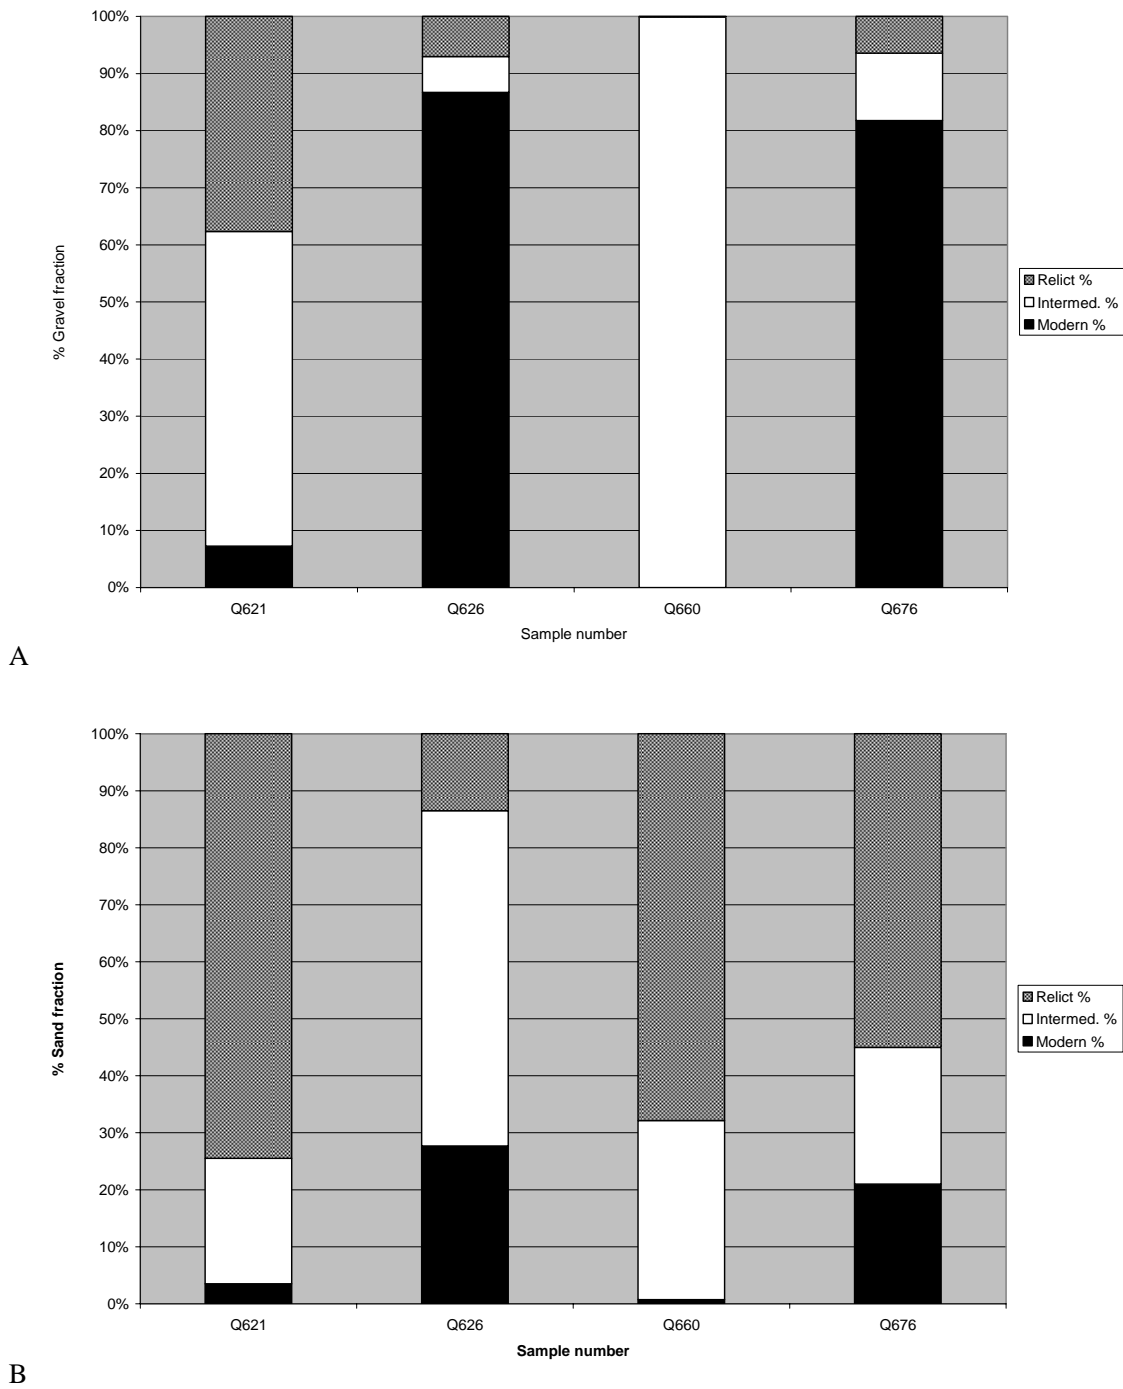 100%
90%
80%
70%
60%
50%
40%
30%
20%
10%
0%
% Gravel fraction
Q621 Q626 Q660 Q676
Sample number
Relict %
Intermed. %
Modern %
A
100%
90%
80%
70%
60%
50%
40%
30%
20%
10%
0%
% Sand fraction
Q621 Q626 Q660 Q676
Sample number
Relict %
Intermed. %
Modern %
B